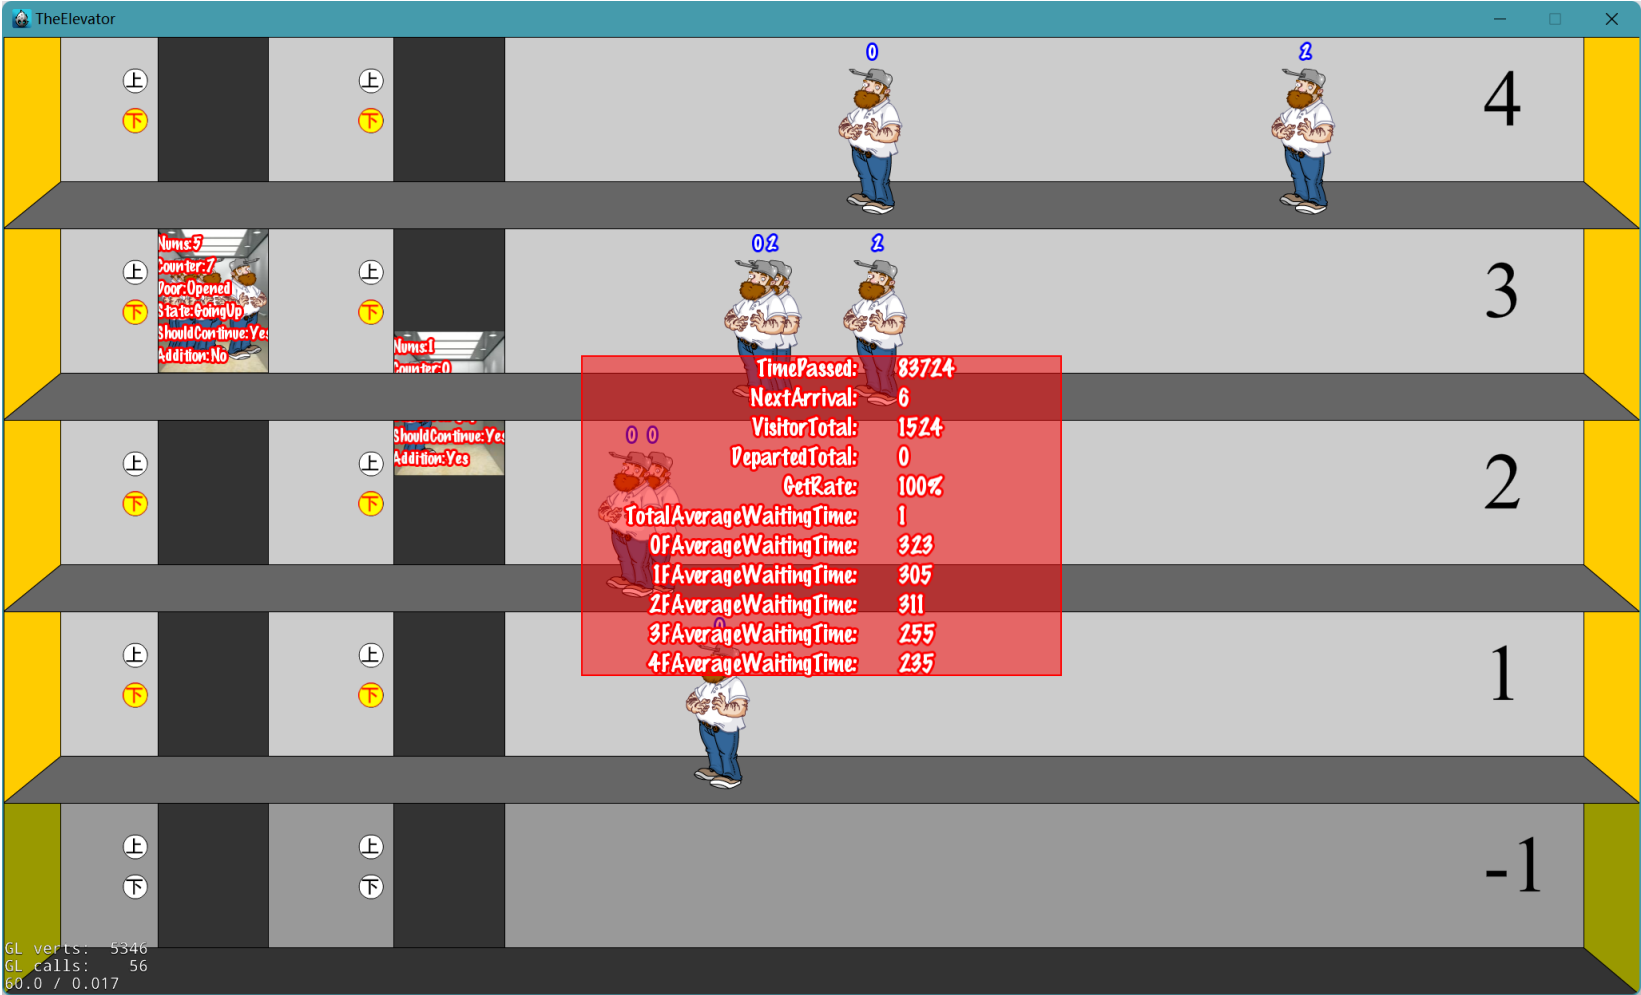 TheElevator
0
2
上
上
4
下
下
0 2
2
Nums:5
Counter:7
Door:Opened
State:GoingUp
ShouldContinue:Yes
Addition:No
上
上
3
下
下
Nums:1
Counter:0
ShouldContinue:Yes
Addition:Yes
0 0
上
上
2
下
下
TimePassed: 83724
NextArrival: 6
VisitorTotal: 1524
DepartedTotal: 0
GetRate: 100%
TotalAverageWaitingTime: 1
0FAverageWaitingTime: 323
1FAverageWaitingTime: 305
2FAverageWaitingTime: 311
3FAverageWaitingTime: 255
4FAverageWaitingTime: 235
0
上
上
1
下
下
上
上
-1
下
下
GL verts: 5346
GL calls: 56
60.0 / 0.017